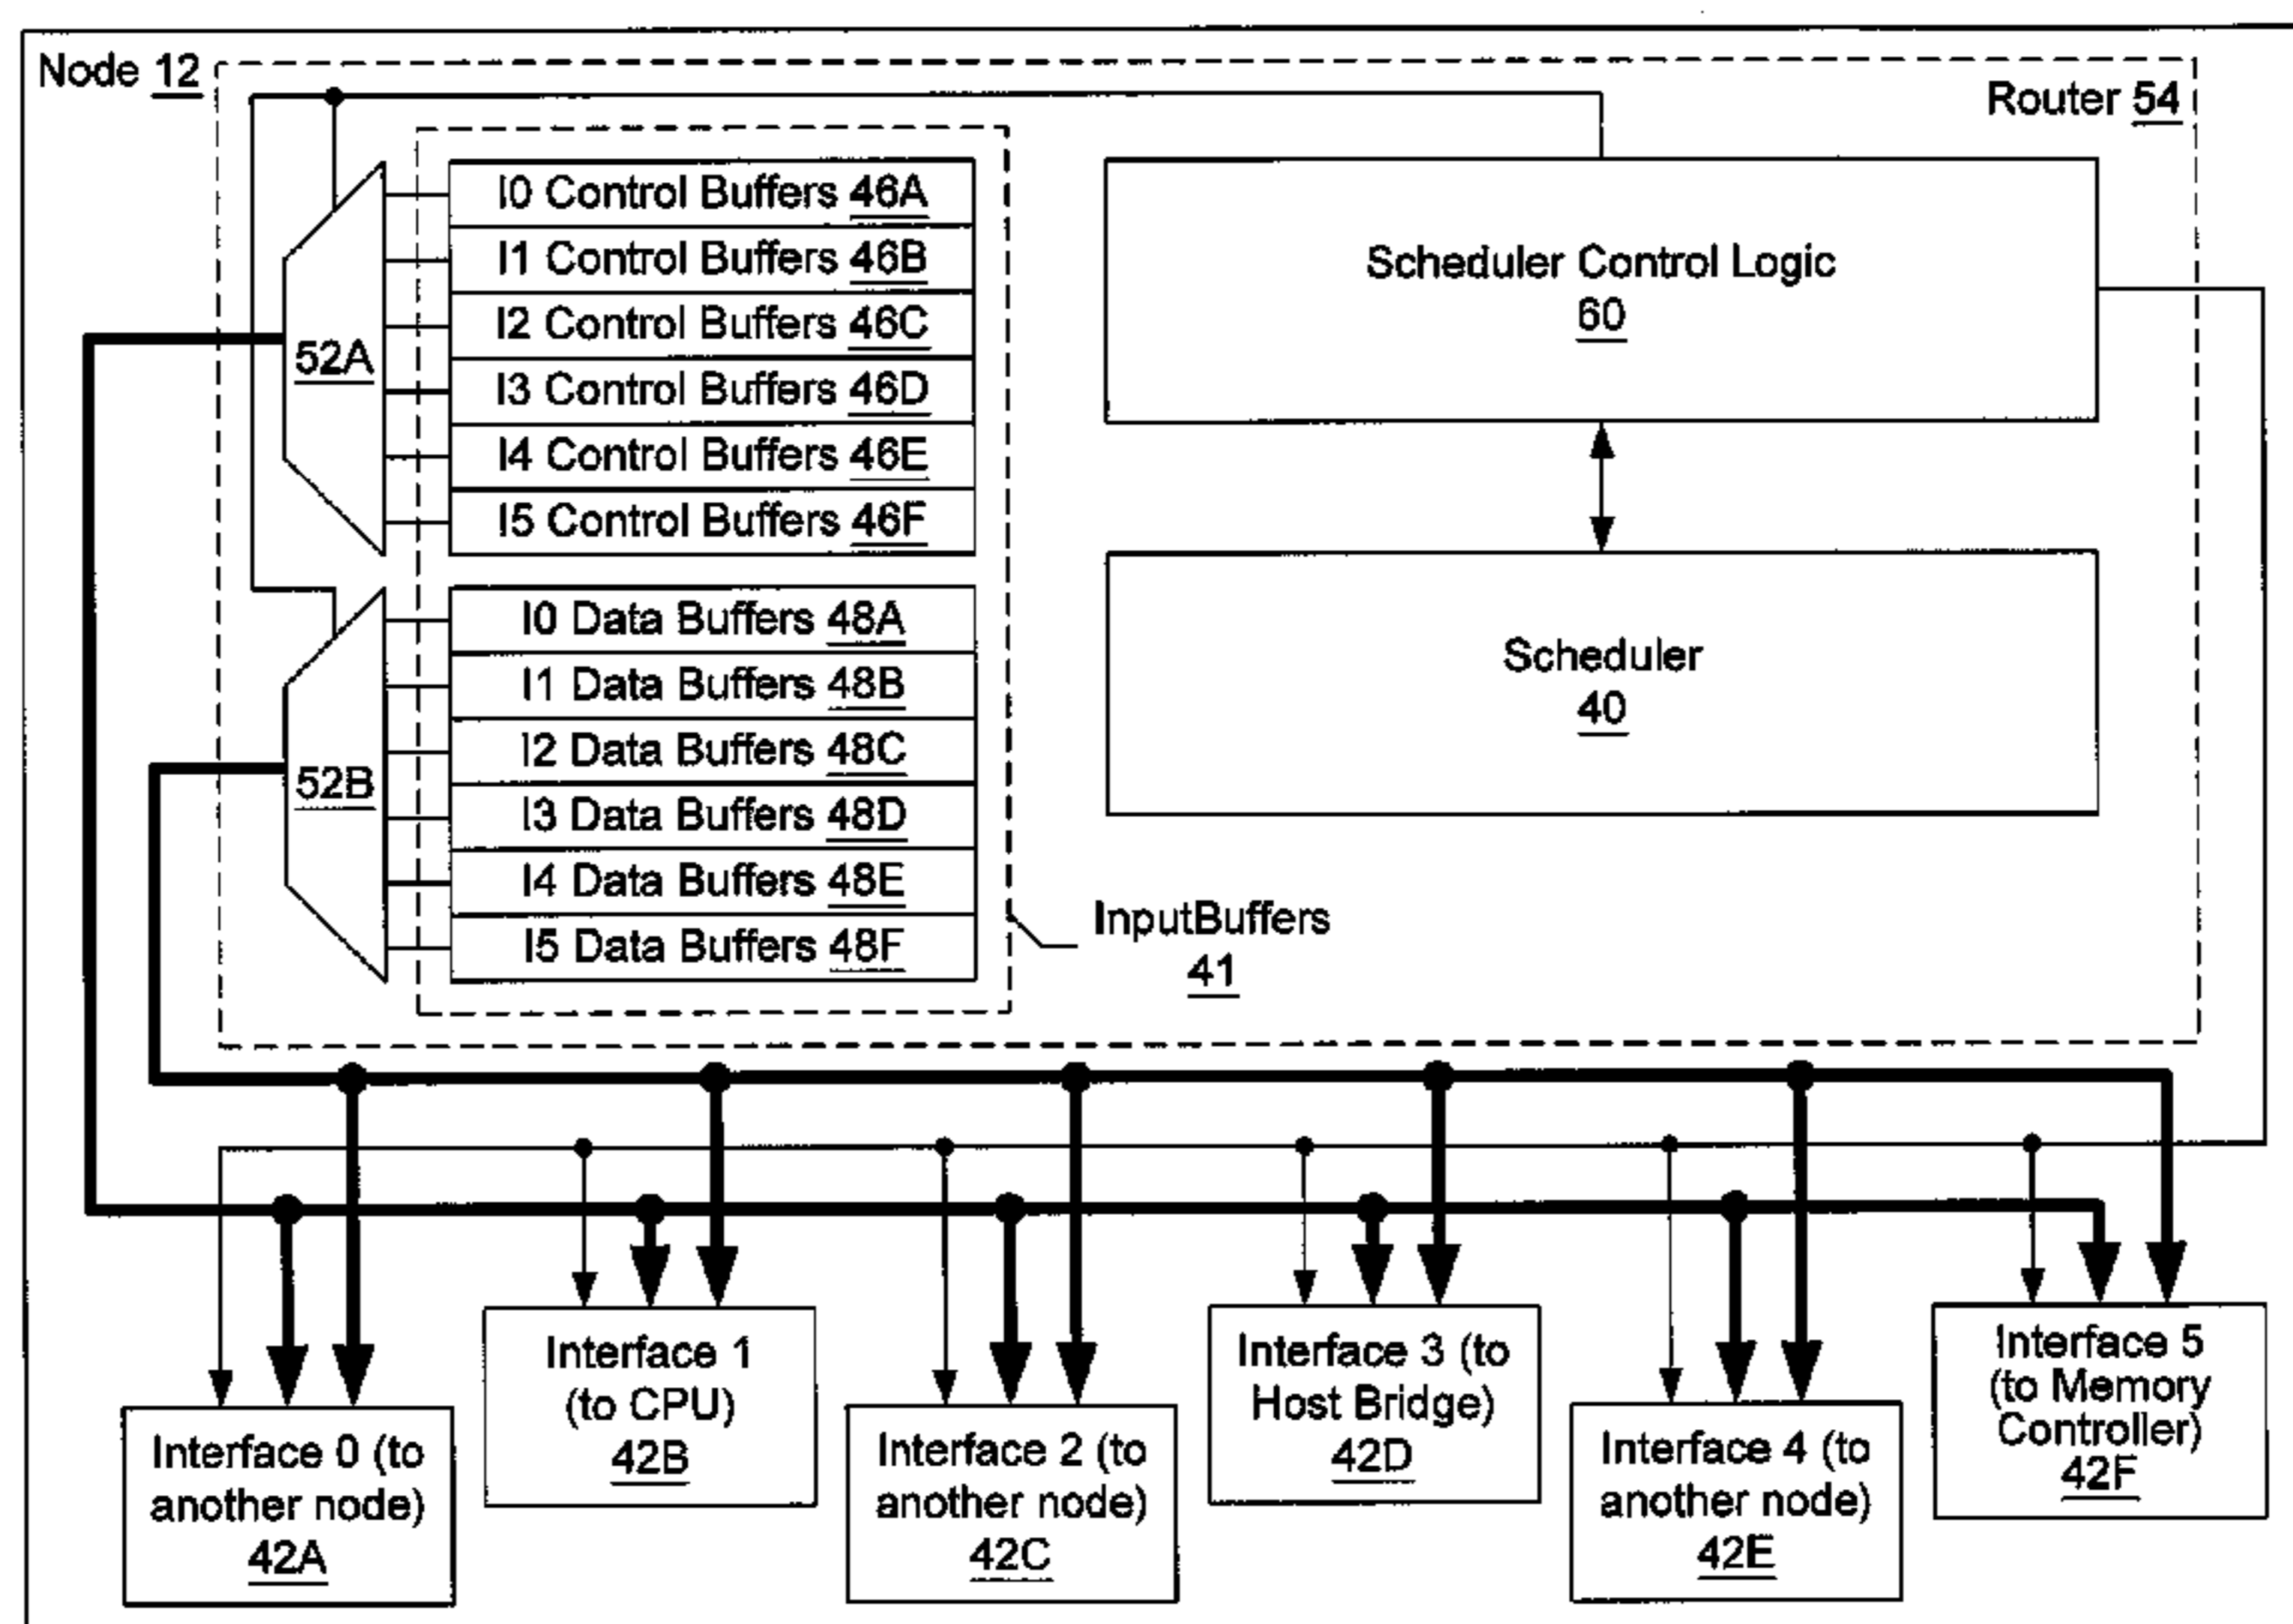 Node 12
Router 54
I0 Control Buffers 46A
I1 Control Buffers 46B
I2 Control Buffers 46C
I3 Control Buffers 46D
I4 Control Buffers 46E
I5 Control Buffers 46F
52A
Scheduler Control Logic
60
I0 Data Buffers 48A
I1 Data Buffers 48B
I2 Data Buffers 48C
I3 Data Buffers 48D
I4 Data Buffers 48E
I5 Data Buffers 48F
52B
Scheduler
40
InputBuffers
41
Interface 0 (to
another node)
42A
Interface 1
(to CPU)
42B
Interface 2 (to
another node)
42C
Interface 3 (to
Host Bridge)
42D
Interface 4 (to
another node)
42E
Interface 5
(to Memory
Controller)
42F